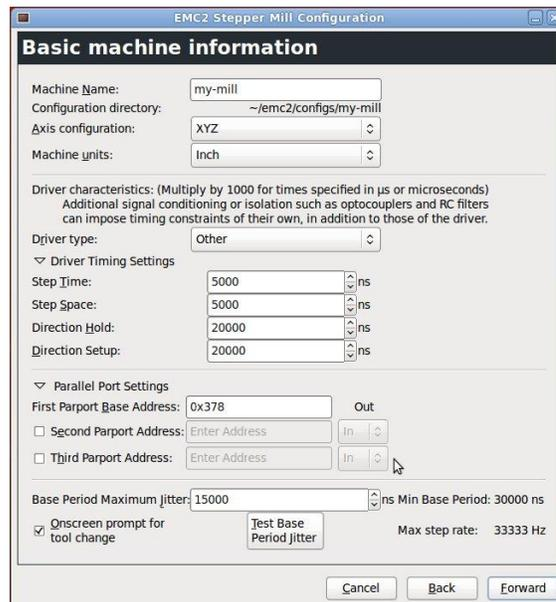 EMC2 Stepper Mill Configuration
Basic machine information
Machine Name: my-mill
Configuration directory: ~/emc2/configs/my-mill
Axis configuration: XYZ
Machine units: Inch
Driver characteristics: (Multiply by 1000 for times specified in µs or microseconds)
Additional signal conditioning or isolation such as optocouplers and RC filters
can impose timing constraints of their own, in addition to those of the driver.
Driver type: Other
Driver Timing Settings
Step Time: 5000 ns
Step Space: 5000 ns
Direction Hold: 20000 ns
Direction Setup: 20000 ns
Parallel Port Settings
First Parport Base Address: 0x378 Out
Second Parport Address: Enter Address In
Third Parport Address: Enter Address In
Base Period Maximum Jitter: 15000 ns Min Base Period: 30000 ns
Onscreen prompt for
tool change
Test Base
Period Jitter
Max step rate: 33333 Hz
Cancel Back Forward